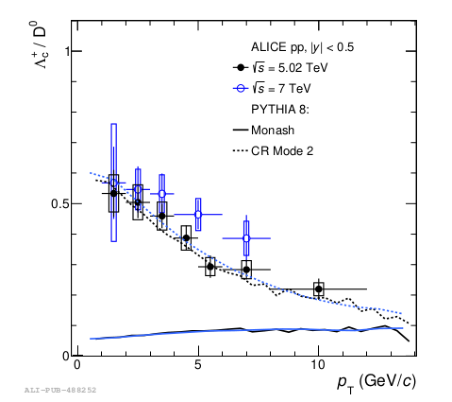 Λc+ / D0
1
0.5
0
ALICE pp, |y| < 0.5
√s = 5.02 TeV
√s = 7 TeV
PYTHIA 8:
Monash
CR Mode 2
0 5 10
pT (GeV/c)
ALI-PUB-488252